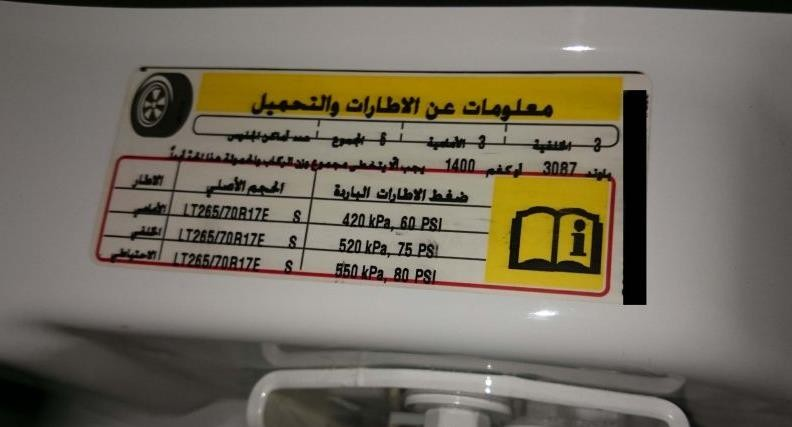 معلومات عن الاطارات والتحميل
عدد أماكن الجلوس | المجموع 6 | الأمامية 3 | الخلفية 3
يجب ألا يتخطى مجموع وزن الركاب والحمولة هذا المقدار أبداً 1400 أو كغم 3087 باوند
الاطار | الحجم الأصلي | ضغط الاطارات الباردة
الأمامي | LT265/70R17E S | 420 kPa, 60 PSI
الخلفي | LT265/70R17E S | 520 kPa, 75 PSI
الاحتياطي | LT265/70R17E S | 550 kPa, 80 PSI